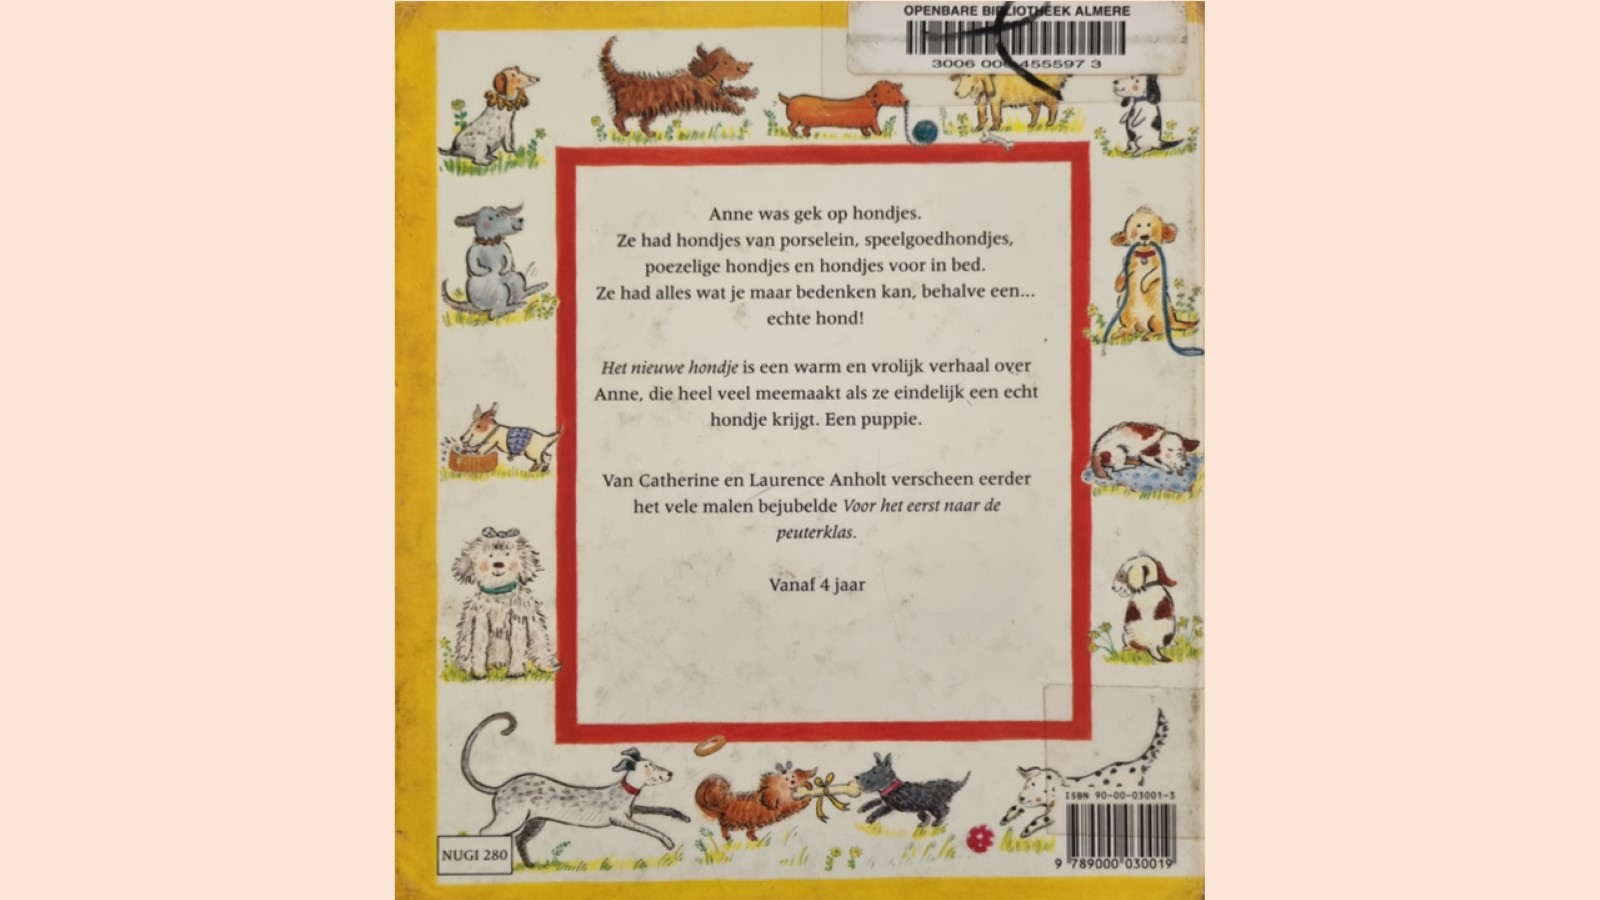 OPENBARE BIBLIOTHEEK ALMERE
3006 455597 3
Anne was gek op hondjes.
Ze had hondjes van porselein, speelgoedhondjes,
poezelige hondjes en hondjes voor in bed.
Ze had alles wat je maar bedenken kan, behalve een...
echte hond!
Het nieuwe hondje is een warm en vrolijk verhaal over
Anne, die heel veel meemaakt als ze eindelijk een echt
hondje krijgt. Een puppie.
Van Catherine en Laurence Anholt verscheen eerder
het vele malen bejubelde Voor het eerst naar de
peuterklas.
Vanaf 4 jaar
ISBN 90-00-03001-3
NUGI 280
9 789000 030019